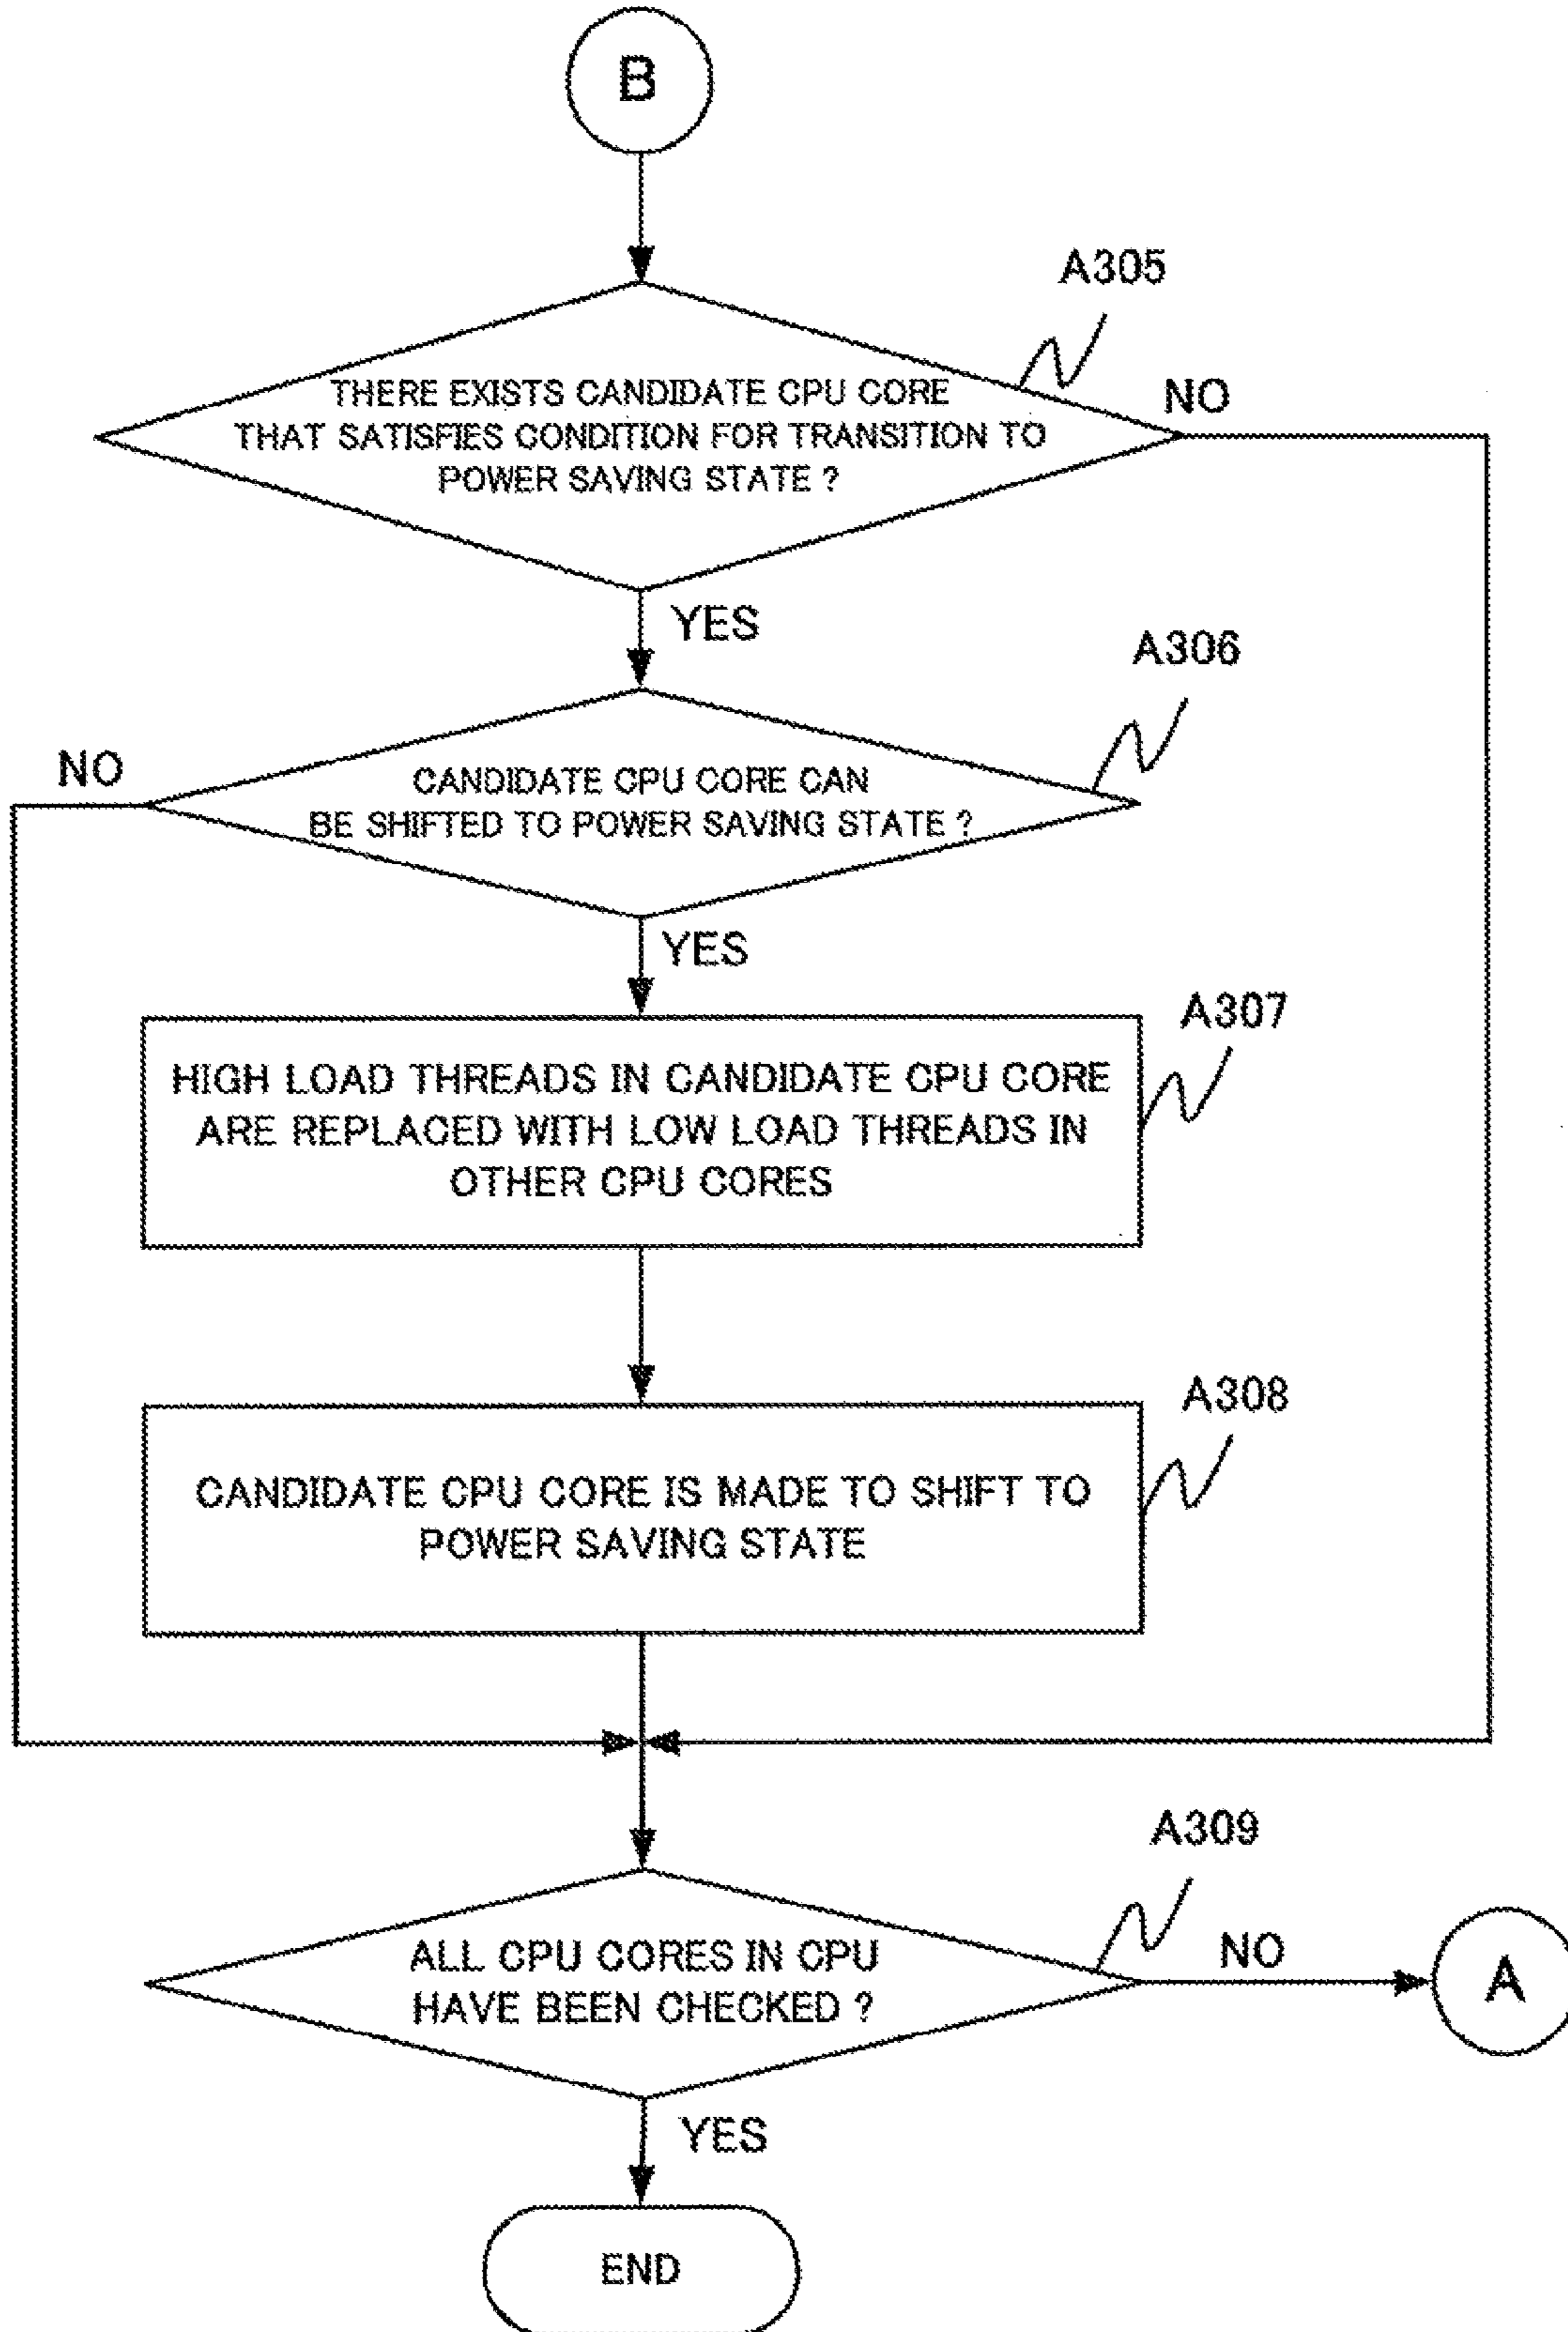 B
A305
THERE EXISTS CANDIDATE CPU CORE
THAT SATISFIES CONDITION FOR TRANSITION TO
POWER SAVING STATE ?
NO
YES
A306
NO
CANDIDATE CPU CORE CAN
BE SHIFTED TO POWER SAVING STATE ?
YES
A307
HIGH LOAD THREADS IN CANDIDATE CPU CORE
ARE REPLACED WITH LOW LOAD THREADS IN
OTHER CPU CORES
A308
CANDIDATE CPU CORE IS MADE TO SHIFT TO
POWER SAVING STATE
A309
ALL CPU CORES IN CPU
HAVE BEEN CHECKED ?
NO
A
YES
END